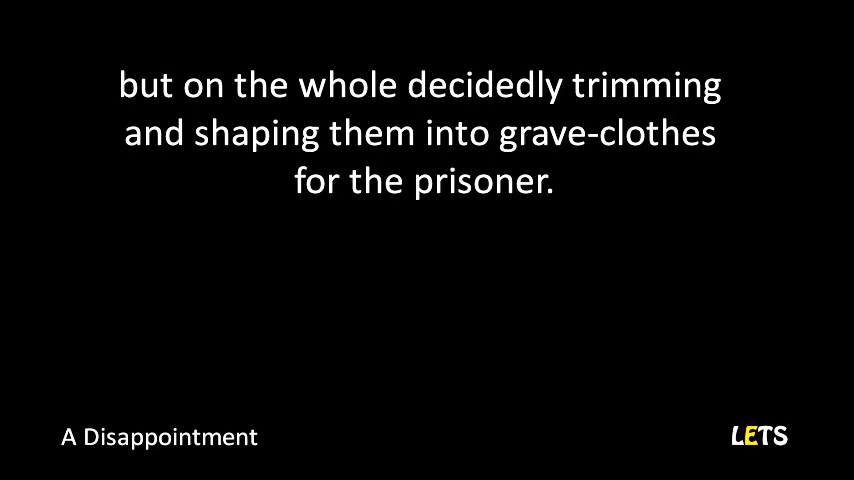 but on the whole decidedly trimming
and shaping them into grave-clothes
for the prisoner.
A Disappointment
LETS